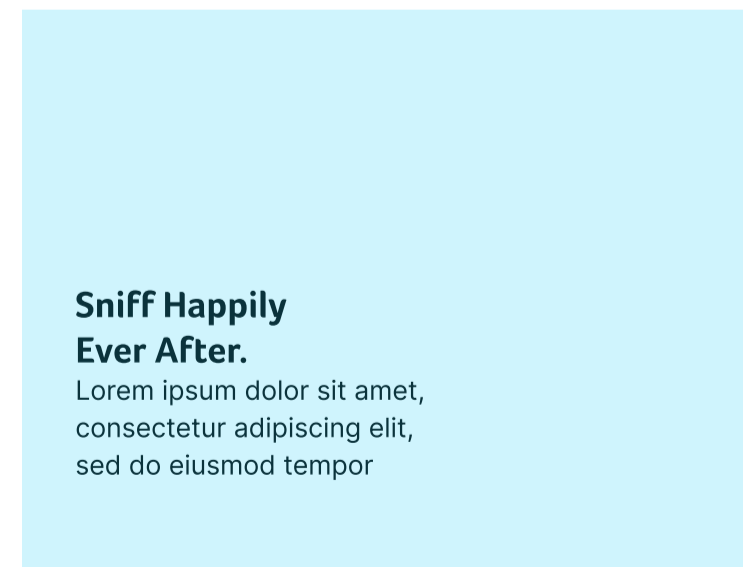 Sniff Happily
Ever After.
Lorem ipsum dolor sit amet,
consectetur adipiscing elit,
sed do eiusmod tempor